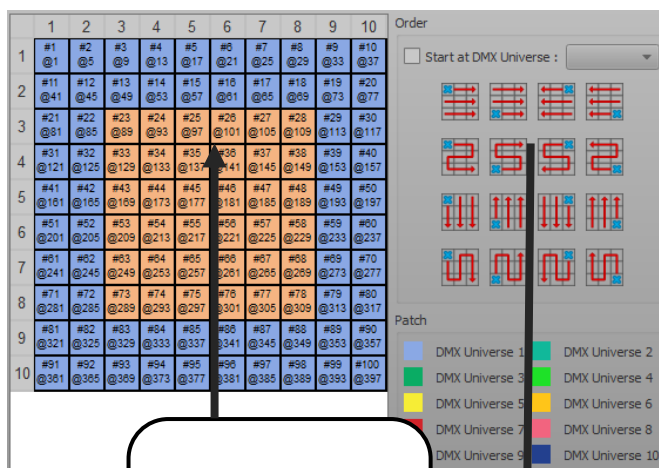 1 2 3 4 5 6 7 8 9 10
1 #1 #2 #3 #4 #5 #6 #7 #8 #9 #10
@1 @5 @9 @13 @17 @21 @25 @29 @33 @37
2 #11 #12 #13 #14 #15 #16 #17 #18 #19 #20
@41 @45 @49 @53 @57 @61 @65 @69 @73 @77
3 #21 #22 #23 #24 #25 #26 #27 #28 #29 #30
@81 @85 @89 @93 @97 @101 @105 @109 @113 @117
4 #31 #32 #33 #34 #35 #36 #37 #38 #39 #40
@121 @125 @129 @133 @137 @141 @145 @149 @153 @157
5 #41 #42 #43 #44 #45 #46 #47 #48 #49 #50
@161 @165 @169 @173 @177 @181 @185 @189 @193 @197
6 #51 #52 #53 #54 #55 #56 #57 #58 #59 #60
@201 @205 @209 @213 @217 @221 @225 @229 @233 @237
7 #61 #62 #63 #64 #65 #66 #67 #68 #69 #70
@241 @245 @249 @253 @257 @261 @265 @269 @273 @277
8 #71 #72 #73 #74 #75 #76 #77 #78 #79 #80
@281 @285 @289 @293 @297 @301 @305 @309 @313 @317
9 #81 #82 #83 #84 #85 #86 #87 #88 #89 #90
@321 @325 @329 @333 @337 @341 @345 @349 @353 @357
10 #91 #92 #93 #94 #95 #96 #97 #98 #99 #100
@361 @365 @369 @373 @377 @381 @385 @389 @393 @397
Order
Start at DMX Universe :
Patch
DMX Universe 1 DMX Universe 2
DMX Universe 3 DMX Universe 4
DMX Universe 5 DMX Universe 6
DMX Universe 7 DMX Universe 8
DMX Universe 9 DMX Universe 10